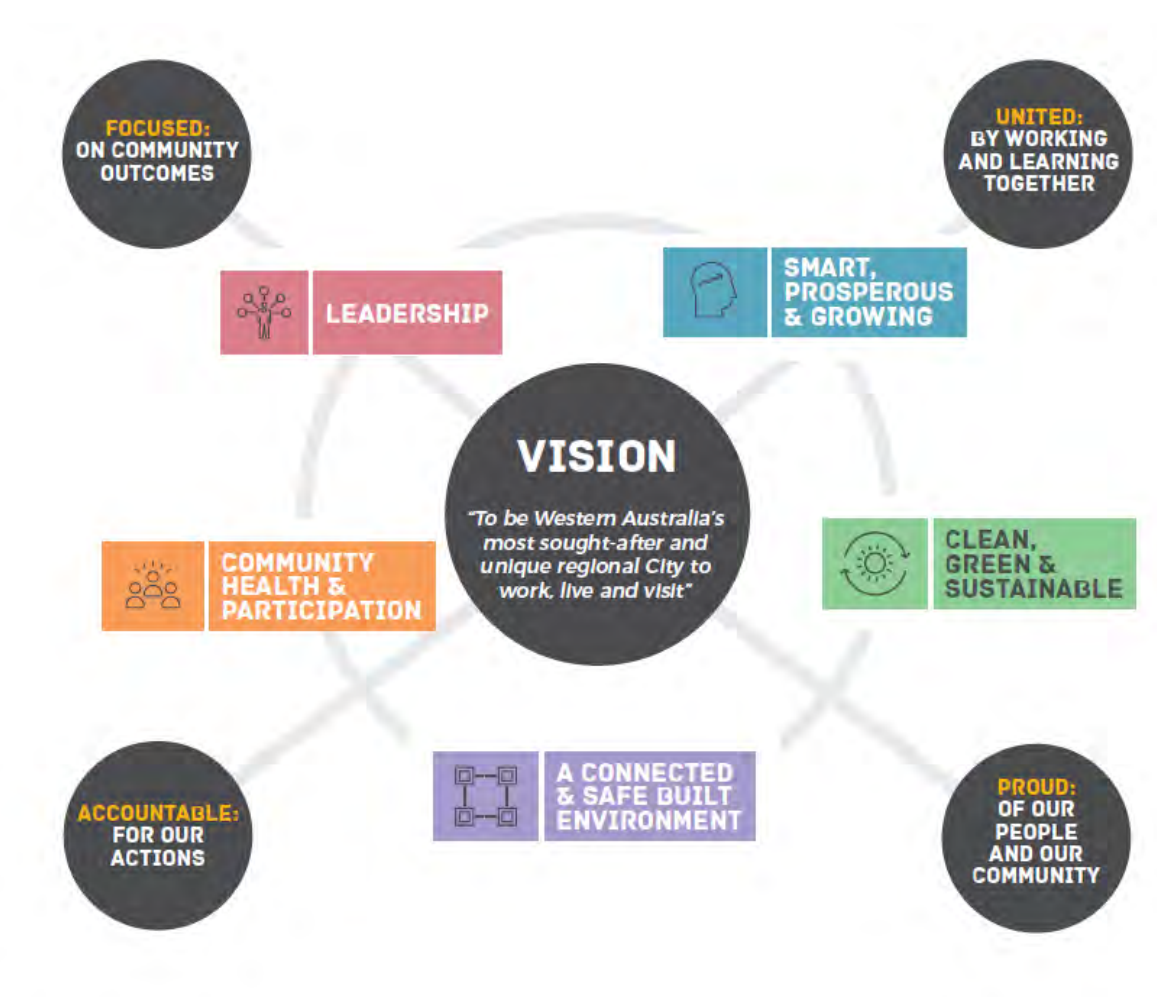 FOCUSED:
ON COMMUNITY
OUTCOMES
UNITED:
BY WORKING
AND LEARNING
TOGETHER
LEADERSHIP
SMART,
PROSPEROUS
& GROWING
VISION
"To be Western Australia's
most sought-after and
unique regional City to
work, live and visit"
COMMUNITY
HEALTH &
PARTICIPATION
CLEAN,
GREEN &
SUSTAINABLE
A CONNECTED
& SAFE BUILT
ENVIRONMENT
ACCOUNTABLE:
FOR OUR
ACTIONS
PROUD:
OF OUR
PEOPLE
AND OUR
COMMUNITY